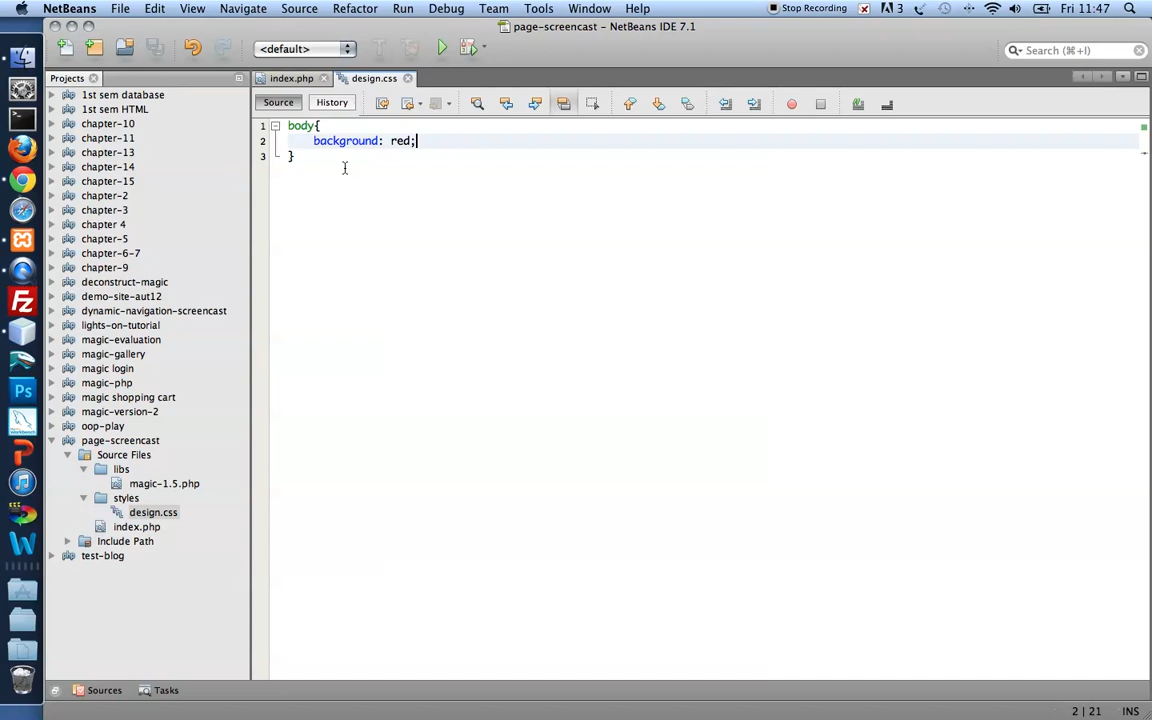 NetBeans File Edit View Navigate Source Refactor Run Debug Team Tools Window Help Stop Recording 3 Fri 11:47
page-screencast – NetBeans IDE 7.1
<default> Search (⌘+I)
Projects index.php design.css
Source History
1st sem database
1st sem HTML
chapter-10
chapter-11
chapter-13
chapter-14
chapter-15
chapter-2
chapter-3
chapter 4
chapter-5
chapter-6-7
chapter-9
deconstruct-magic
demo-site-aut12
dynamic-navigation-screencast
lights-on-tutorial
magic-evaluation
magic-gallery
magic login
magic-php
magic shopping cart
magic-version-2
oop-play
page-screencast
Source Files
libs
magic-1.5.php
styles
design.css
index.php
Include Path
test-blog
1 body{
2 background: red;
3 }
Fz
Ps
W
Sources Tasks
2 | 21 INS